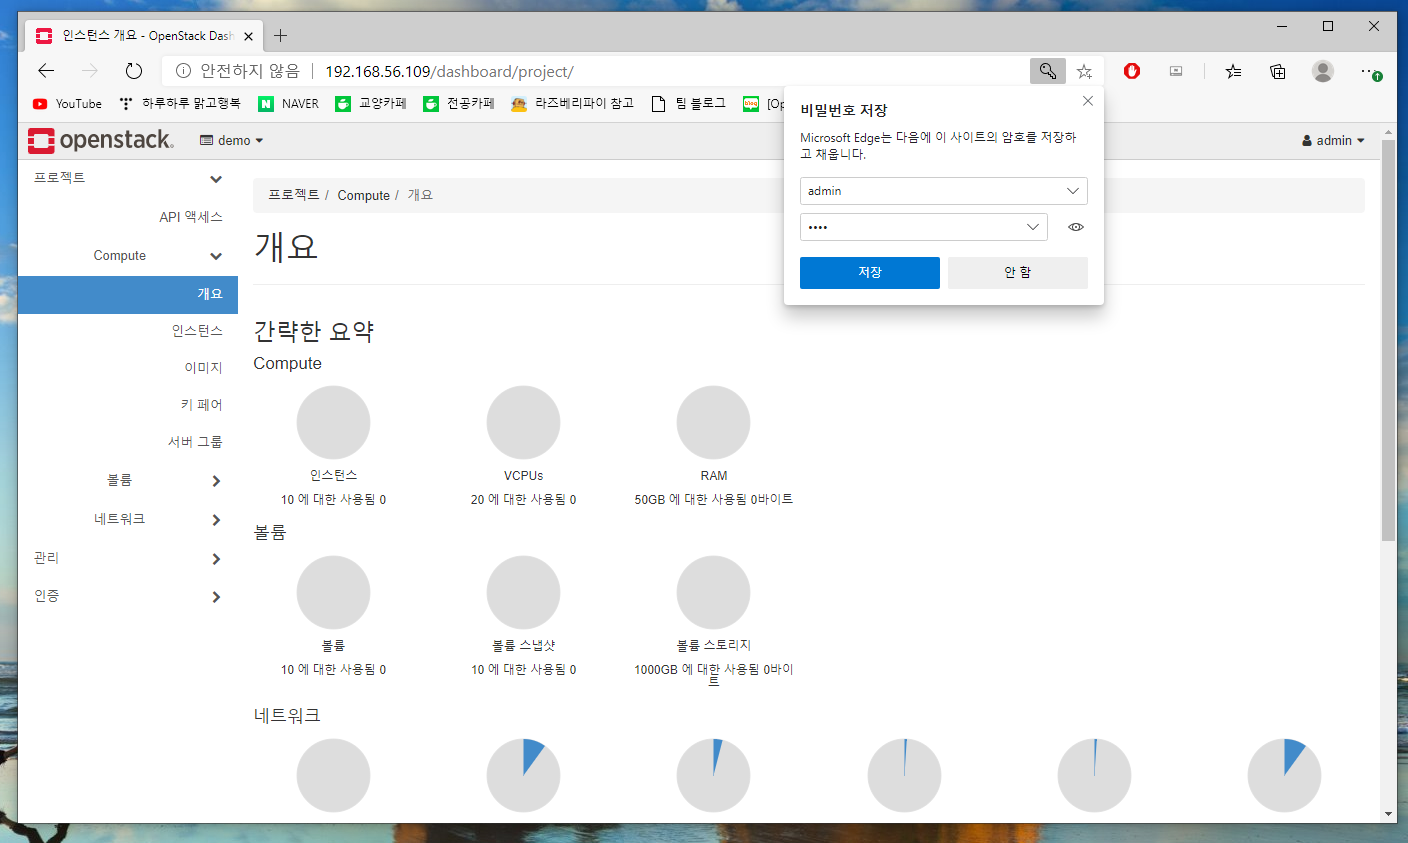 인스턴스 개요 - OpenStack Dash
안전하지 않음
192.168.56.109/dashboard/project/
YouTube
하루하루 맑고행복
NAVER
교양카페
전공카페
라즈베리파이 참고
팀 블로그
blog
[Op
비밀번호 저장
Microsoft Edge는 다음에 이 사이트의 암호를 저장하
고 채웁니다.
admin
••••
저장
안 함
openstack.
demo
admin
프로젝트
API 액세스
Compute
개요
인스턴스
이미지
키 페어
서버 그룹
볼륨
네트워크
관리
인증
프로젝트 / Compute / 개요
개요
간략한 요약
Compute
인스턴스
10 에 대한 사용됨 0
VCPUs
20 에 대한 사용됨 0
RAM
50GB 에 대한 사용됨 0바이트
볼륨
볼륨
10 에 대한 사용됨 0
볼륨 스냅샷
10 에 대한 사용됨 0
볼륨 스토리지
1000GB 에 대한 사용됨 0바이
트
네트워크